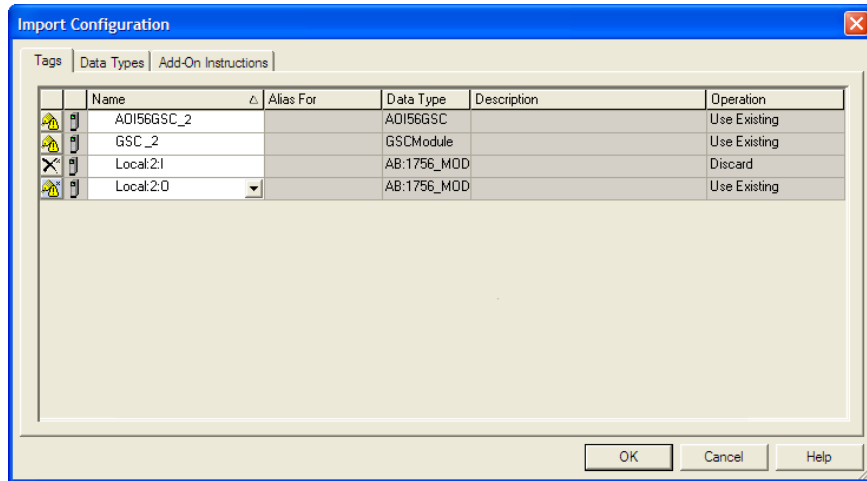 Import Configuration
Tags Data Types Add-On Instructions
Name Alias For Data Type Description Operation
AOI56GSC_2 AOI56GSC Use Existing
GSC_2 GSCModule Use Existing
Local:2:I AB:1756_MOD Discard
Local:2:O AB:1756_MOD Use Existing
OK Cancel Help